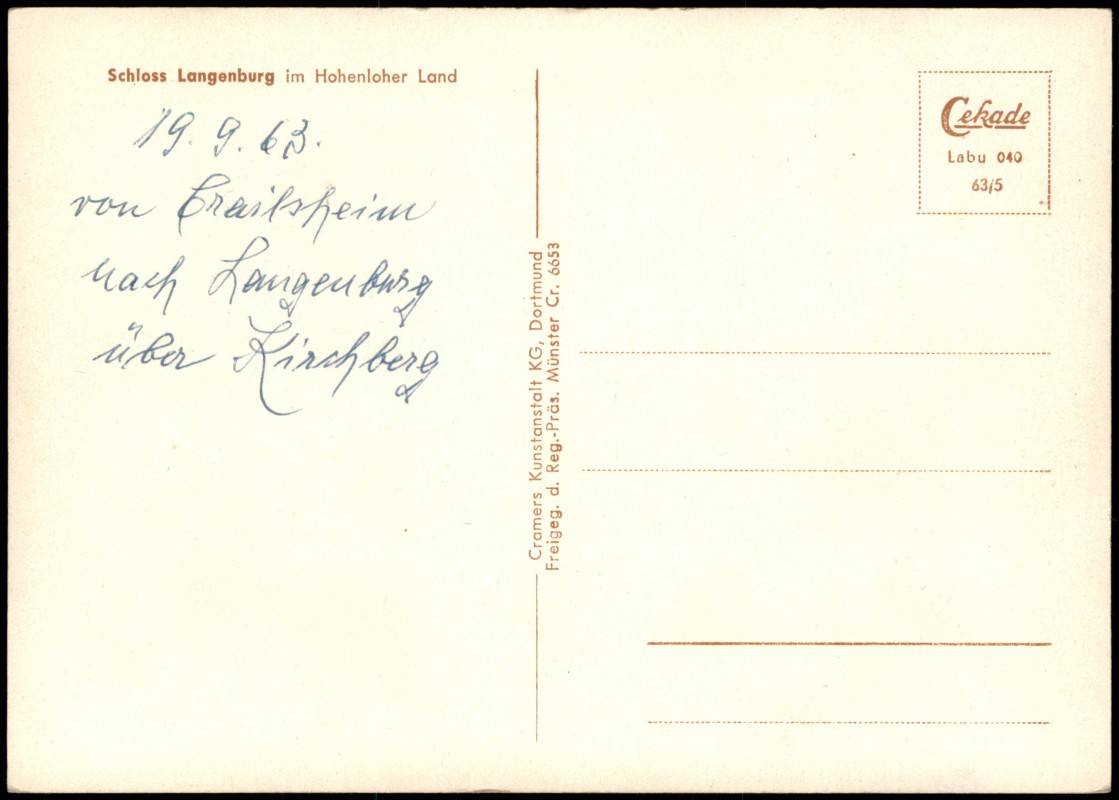 Schloss Langenburg im Hohenloher Land
19. 9. 63.
von Crailsheim
nach Langenburg
über Kirchberg
Cramers Kunstanstalt KG, Dortmund
Freigeg. d. Reg.-Präs. Münster Cr. 6653
Cekade
Labu 040
63/5